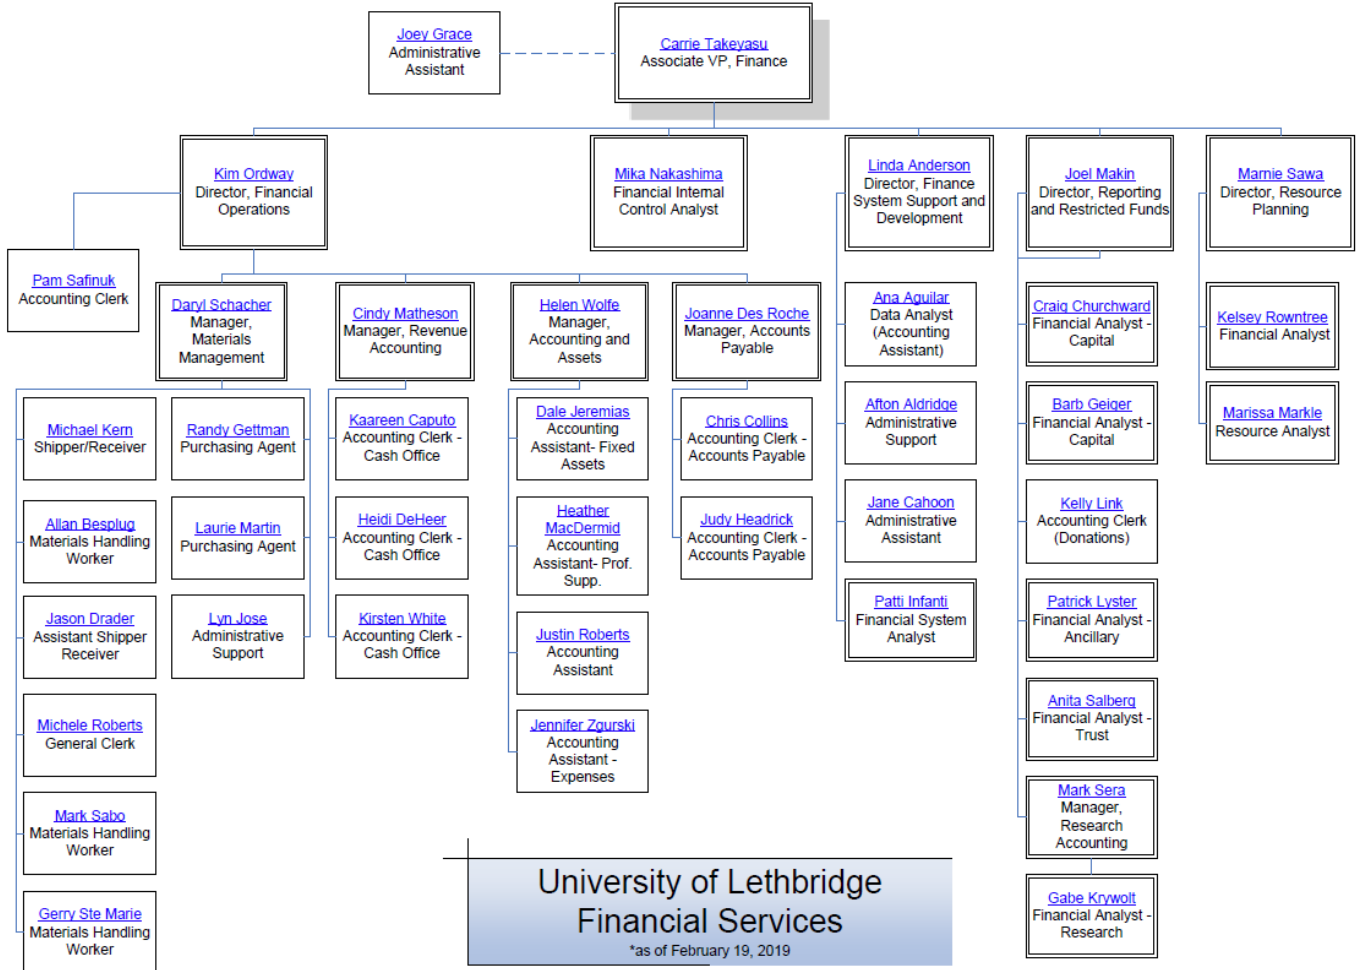 Joey Grace
Administrative
Assistant
Carrie Takeyasu
Associate VP, Finance
Kim Ordway
Director, Financial
Operations
Mika Nakashima
Financial Internal
Control Analyst
Linda Anderson
Director, Finance
System Support and
Development
Joel Makin
Director, Reporting
and Restricted Funds
Marnie Sawa
Director, Resource
Planning
Pam Safinuk
Accounting Clerk
Daryl Schacher
Manager,
Materials
Management
Cindy Matheson
Manager, Revenue
Accounting
Helen Wolfe
Manager,
Accounting and
Assets
Joanne Des Roche
Manager, Accounts
Payable
Michael Kern
Shipper/Receiver
Allan Besplug
Materials Handling
Worker
Jason Drader
Assistant Shipper
Receiver
Michele Roberts
General Clerk
Mark Sabo
Materials Handling
Worker
Gerry Ste Marie
Materials Handling
Worker
Randy Gettman
Purchasing Agent
Laurie Martin
Purchasing Agent
Lyn Jose
Administrative
Support
Kaareen Caputo
Accounting Clerk -
Cash Office
Heidi DeHeer
Accounting Clerk -
Cash Office
Kirsten White
Accounting Clerk -
Cash Office
Dale Jeremias
Accounting
Assistant- Fixed
Assets
Heather
MacDermid
Accounting
Assistant- Prof.
Supp.
Justin Roberts
Accounting
Assistant
Jennifer Zgurski
Accounting
Assistant -
Expenses
Chris Collins
Accounting Clerk -
Accounts Payable
Judy Headrick
Accounting Clerk -
Accounts Payable
Ana Aguilar
Data Analyst
(Accounting
Assistant)
Afton Aldridge
Administrative
Support
Jane Cahoon
Administrative
Assistant
Patti Infanti
Financial System
Analyst
Craig Churchward
Financial Analyst -
Capital
Barb Geiger
Financial Analyst -
Capital
Kelly Link
Accounting Clerk
(Donations)
Patrick Lyster
Financial Analyst -
Ancillary
Anita Salberg
Financial Analyst -
Trust
Mark Sera
Manager,
Research
Accounting
Gabe Krywolt
Financial Analyst -
Research
Kelsey Rowntree
Financial Analyst
Marissa Markle
Resource Analyst
University of Lethbridge
Financial Services
*as of February 19, 2019